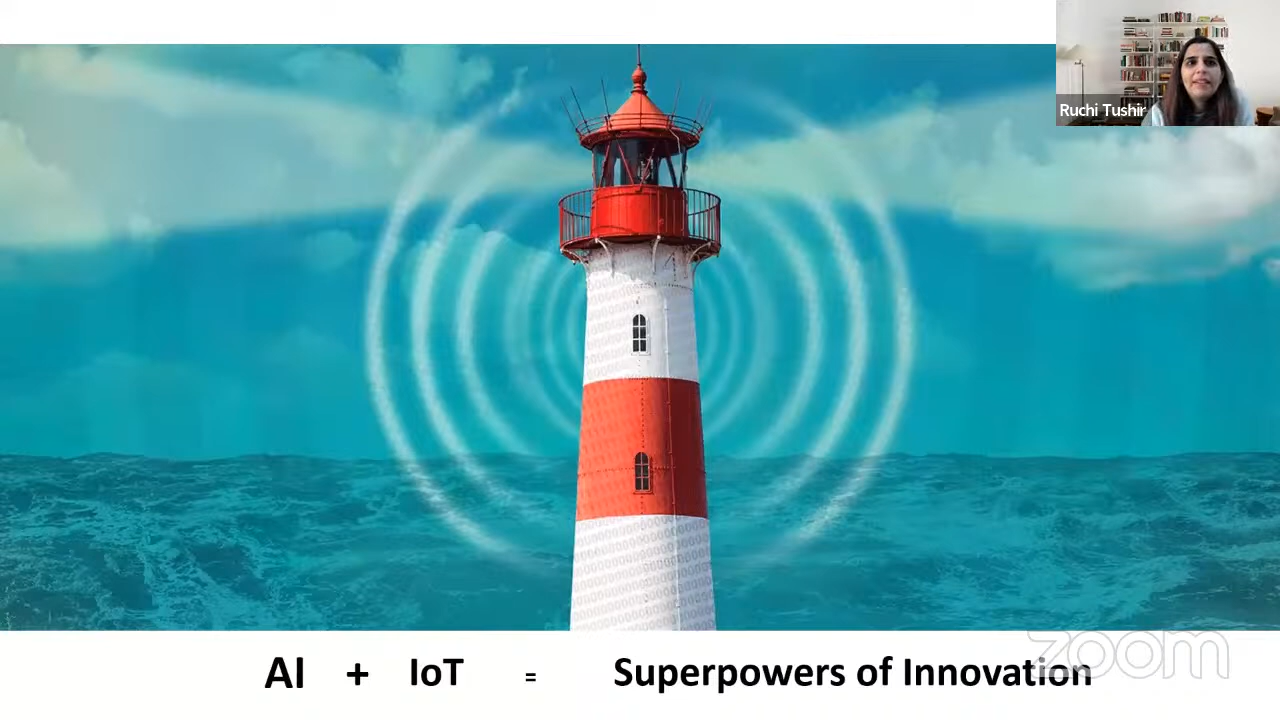 Ruchi Tushir
AI + IoT = Superpowers of Innovation
zoom